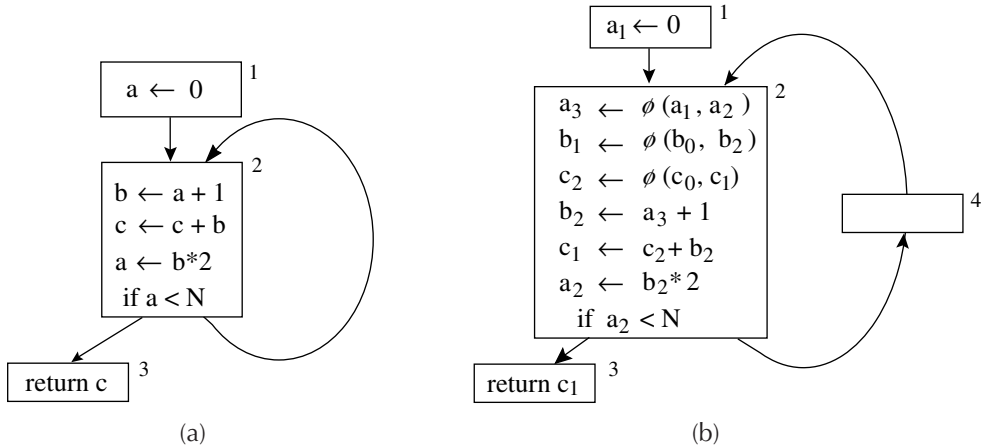 1
a ← 0
2
b ← a + 1
c ← c + b
a ← b*2
if a < N
3
return c
(a)
1
a₁ ← 0
2
a₃ ← ϕ (a₁, a₂)
b₁ ← ϕ (b₀, b₂)
c₂ ← ϕ (c₀, c₁)
b₂ ← a₃ + 1
c₁ ← c₂ + b₂
a₂ ← b₂* 2
if a₂ < N
4
3
return c₁
(b)